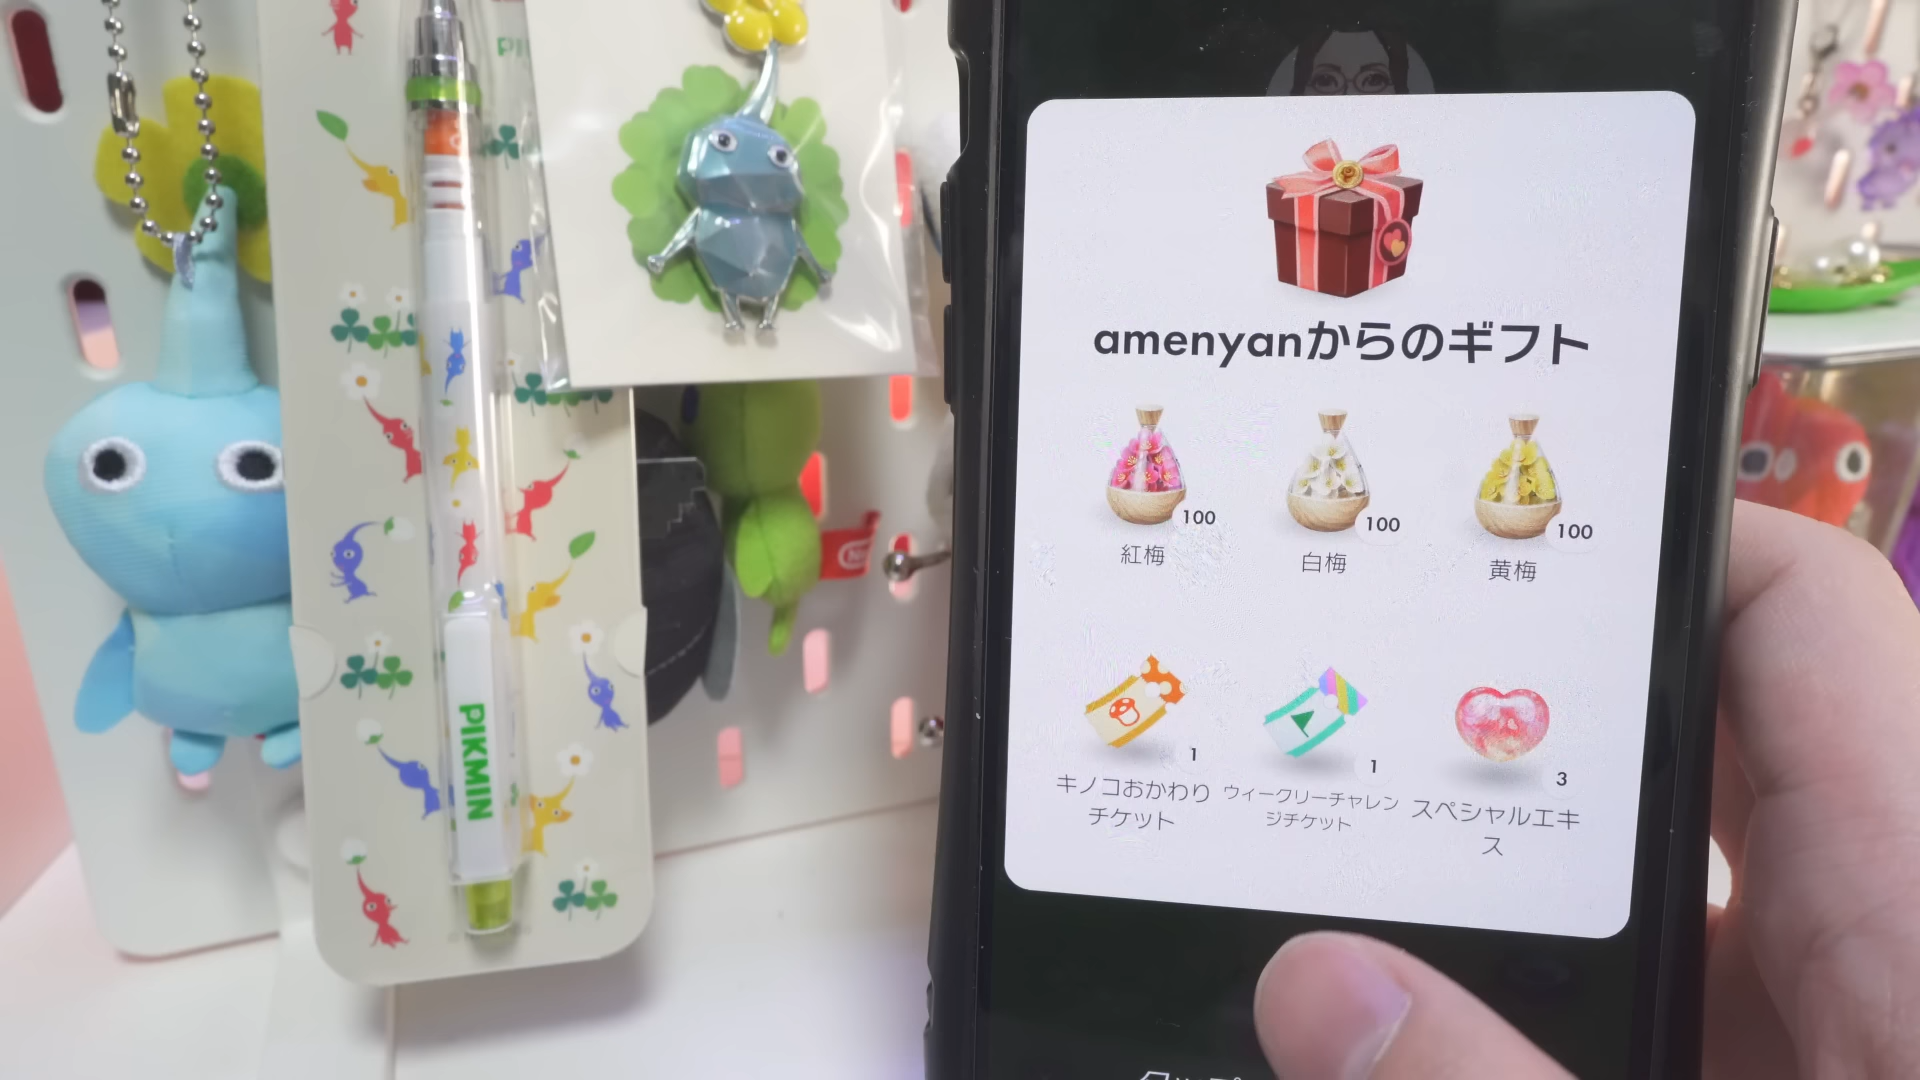 PI
PIKMIN
amenyanからのギフト
100
100
100
紅梅
白梅
黄梅
1
1
3
キノコおかわり
チケット
ウィークリーチャレン
ジチケット
スペシャルエキ
ス